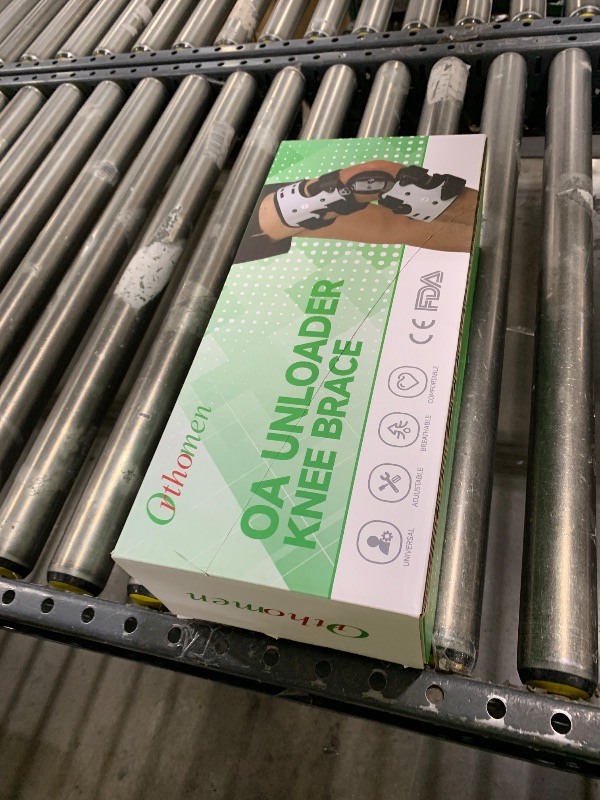 Orthomen
OA UNLOADER
KNEE BRACE
CE FDA
UNIVERSAL
ADJUSTABLE
BREATHABLE
COMFORTABLE
Orthomen